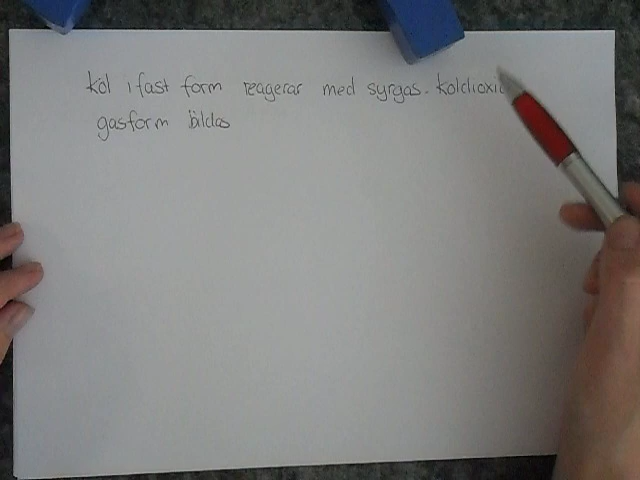 kol i fast form reagerar med syrgas. Koldioxid
gasform bildas